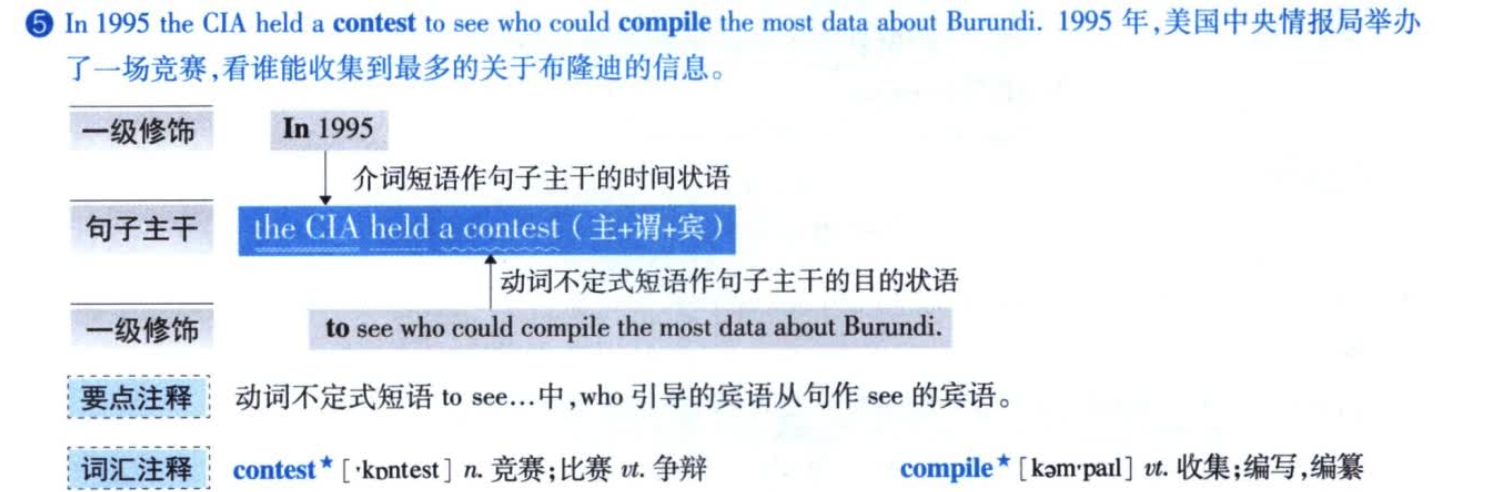 ❺ In 1995 the CIA held a contest to see who could compile the most data about Burundi. 1995 年,美国中央情报局举办
了一场竞赛,看谁能收集到最多的关于布隆迪的信息。
一级修饰 In 1995
介词短语作句子主干的时间状语
句子主干 the CIA held a contest（主+谓+宾）
动词不定式短语作句子主干的目的状语
一级修饰 to see who could compile the most data about Burundi.
要点注释 动词不定式短语 to see…中,who 引导的宾语从句作 see 的宾语。
词汇注释 contest★ [ˈkɒntest] n. 竞赛;比赛 vt. 争辩 compile★ [kəmˈpaɪl] vt. 收集;编写,编纂